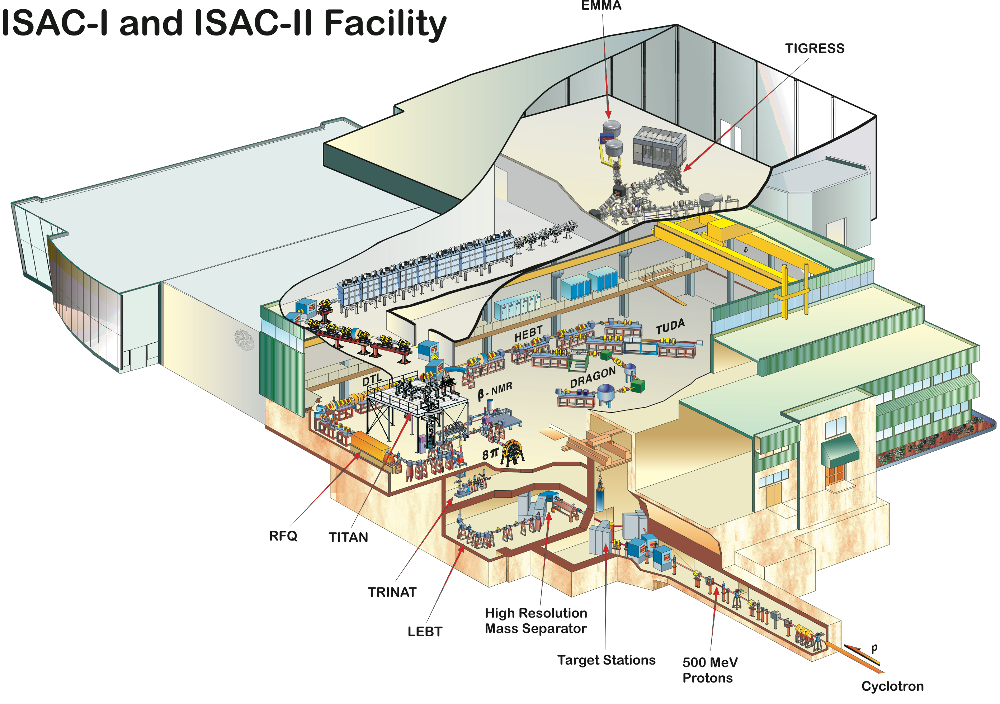 ISAC-I and ISAC-II Facility
EMMA
TIGRESS
HEBT
TUDA
DTL
DRAGON
β - NMR
8π
RFQ
TITAN
TRINAT
LEBT
High Resolution
Mass Separator
Target Stations
500 MeV
Protons
p
Cyclotron